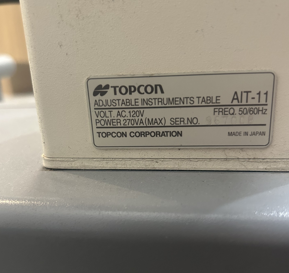 TOPCON
ADJUSTABLE INSTRUMENTS TABLE AIT-11
VOLT. AC.120V FREQ. 50/60Hz
POWER 270VA(MAX) SER.NO.
TOPCON CORPORATION MADE IN JAPAN